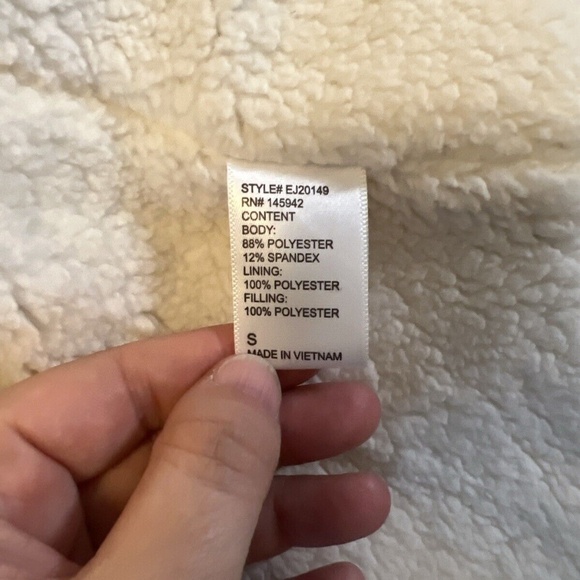 STYLE# EJ20149
RN# 145942
CONTENT
BODY:
88% POLYESTER
12% SPANDEX
LINING:
100% POLYESTER
FILLING:
100% POLYESTER
S
MADE IN VIETNAM